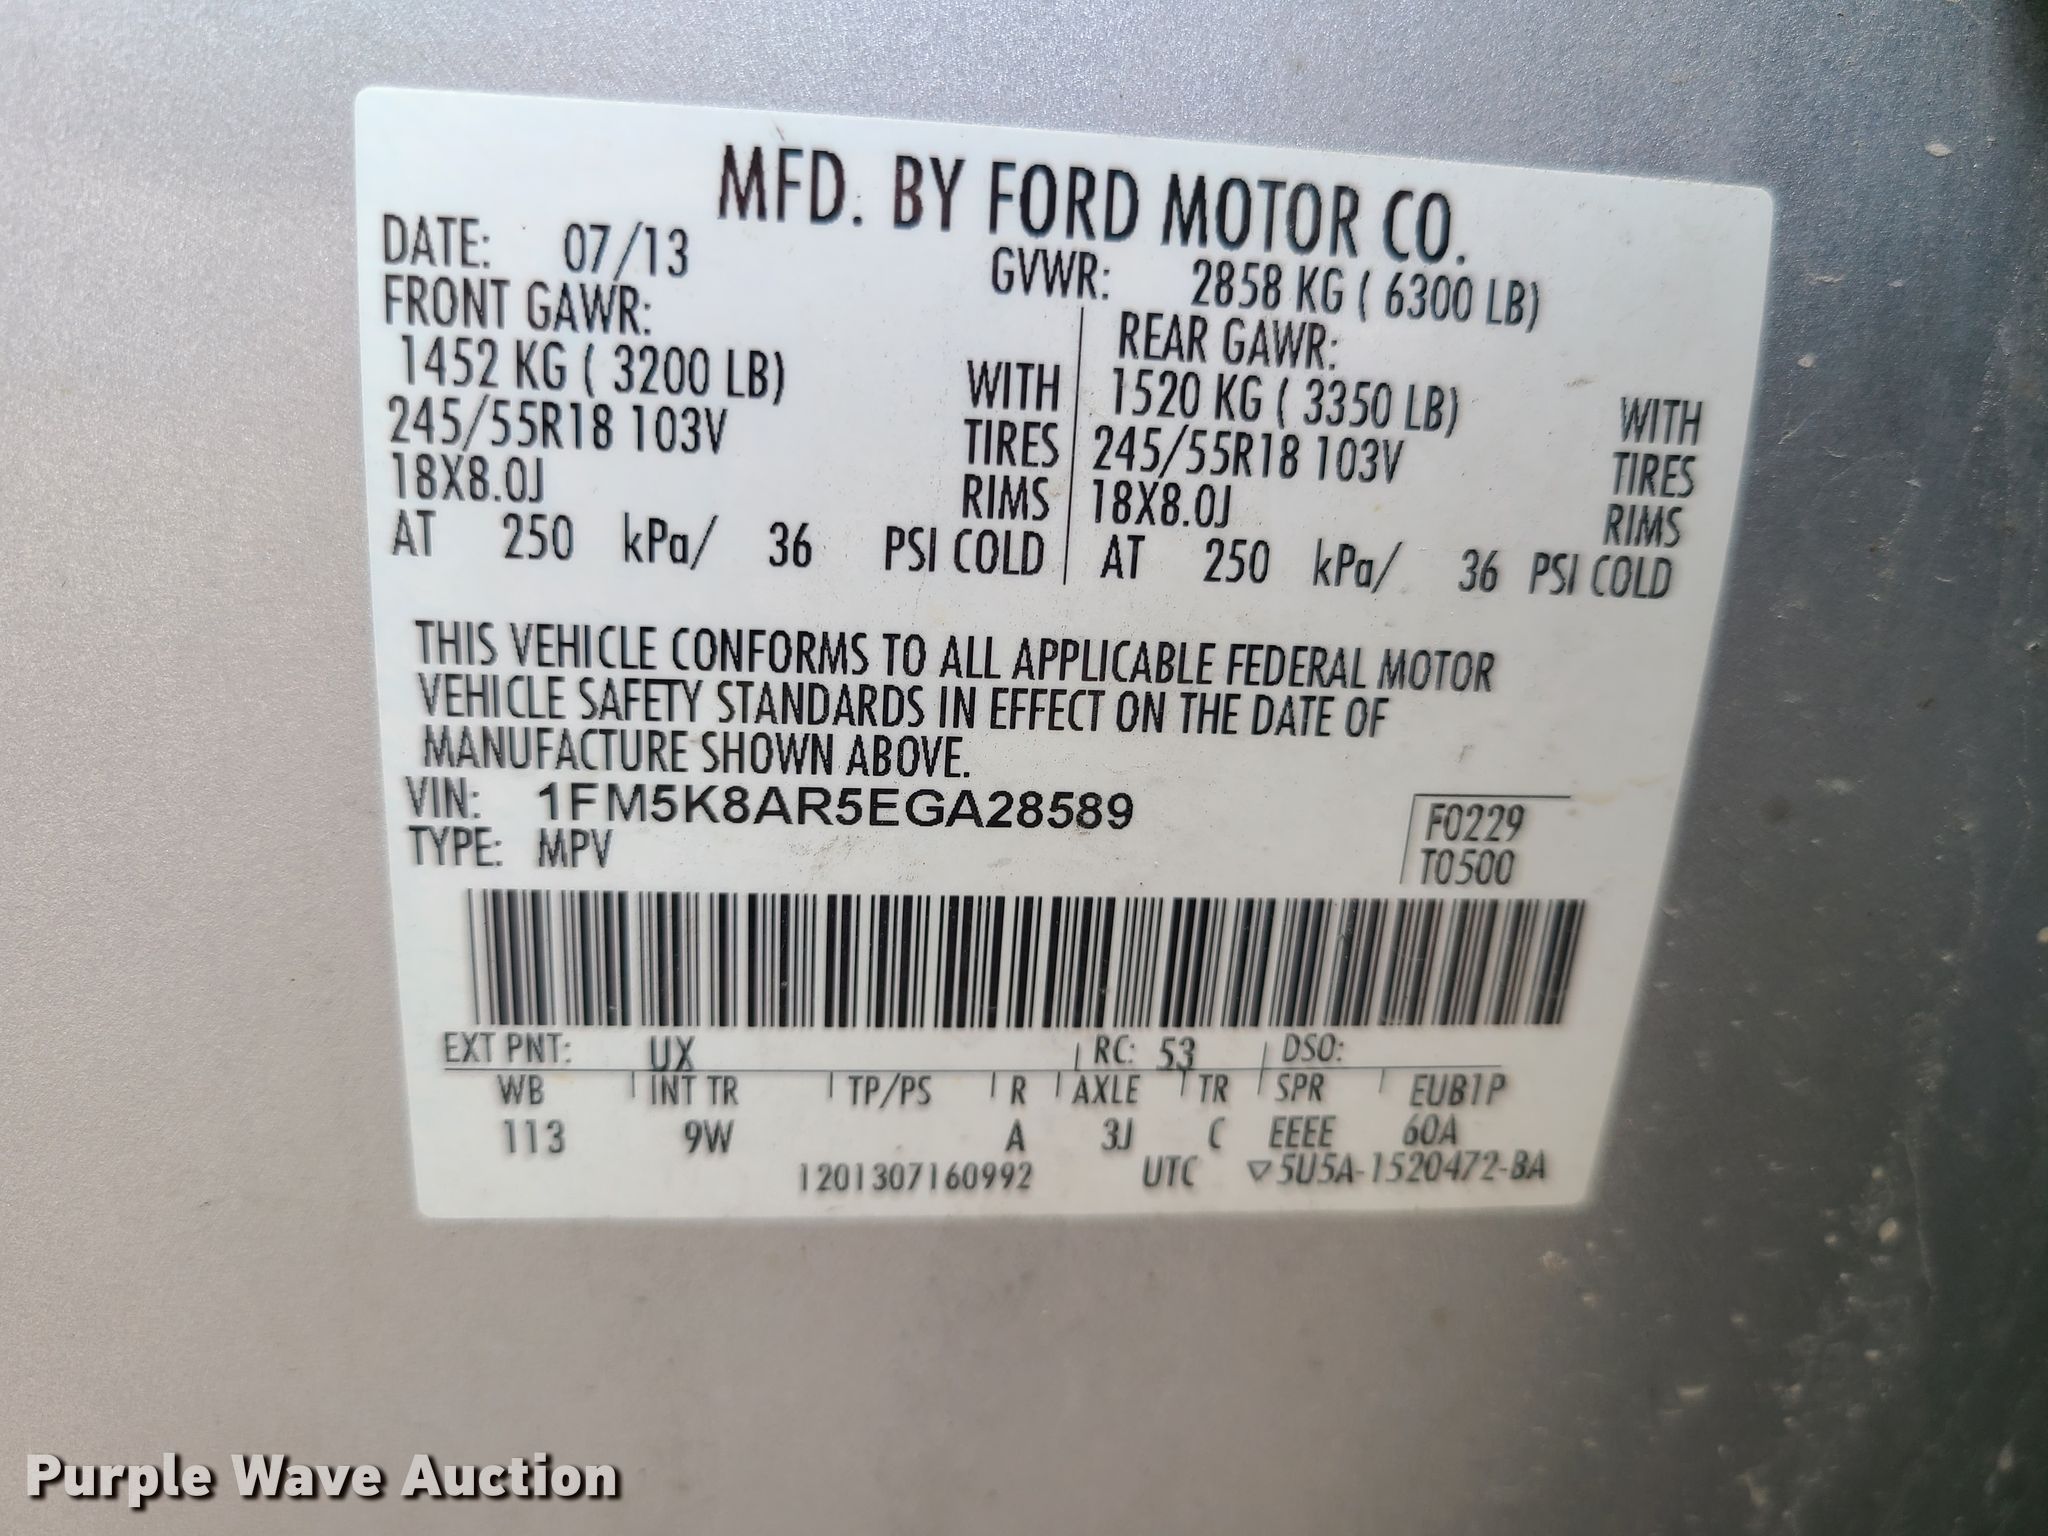 MFD. BY FORD MOTOR CO.
DATE: 07/13 GVWR: 2858 KG ( 6300 LB)
FRONT GAWR: REAR GAWR:
1452 KG ( 3200 LB) WITH 1520 KG ( 3350 LB) WITH
245/55R18 103V TIRES 245/55R18 103V TIRES
18X8.0J RIMS 18X8.0J RIMS
AT 250 kPa/ 36 PSI COLD AT 250 kPa/ 36 PSI COLD
THIS VEHICLE CONFORMS TO ALL APPLICABLE FEDERAL MOTOR
VEHICLE SAFETY STANDARDS IN EFFECT ON THE DATE OF
MANUFACTURE SHOWN ABOVE.
VIN: 1FM5K8AR5EGA28589 F0229
TYPE: MPV T0500
EXT PNT: UX RC: 53 DSO:
WB INT TR TP/PS R AXLE TR SPR EUB1P
113 9W A 3J C EEEE 60A
1201307160992 UTC ▽5U5A-1520472-BA
Purple Wave Auction